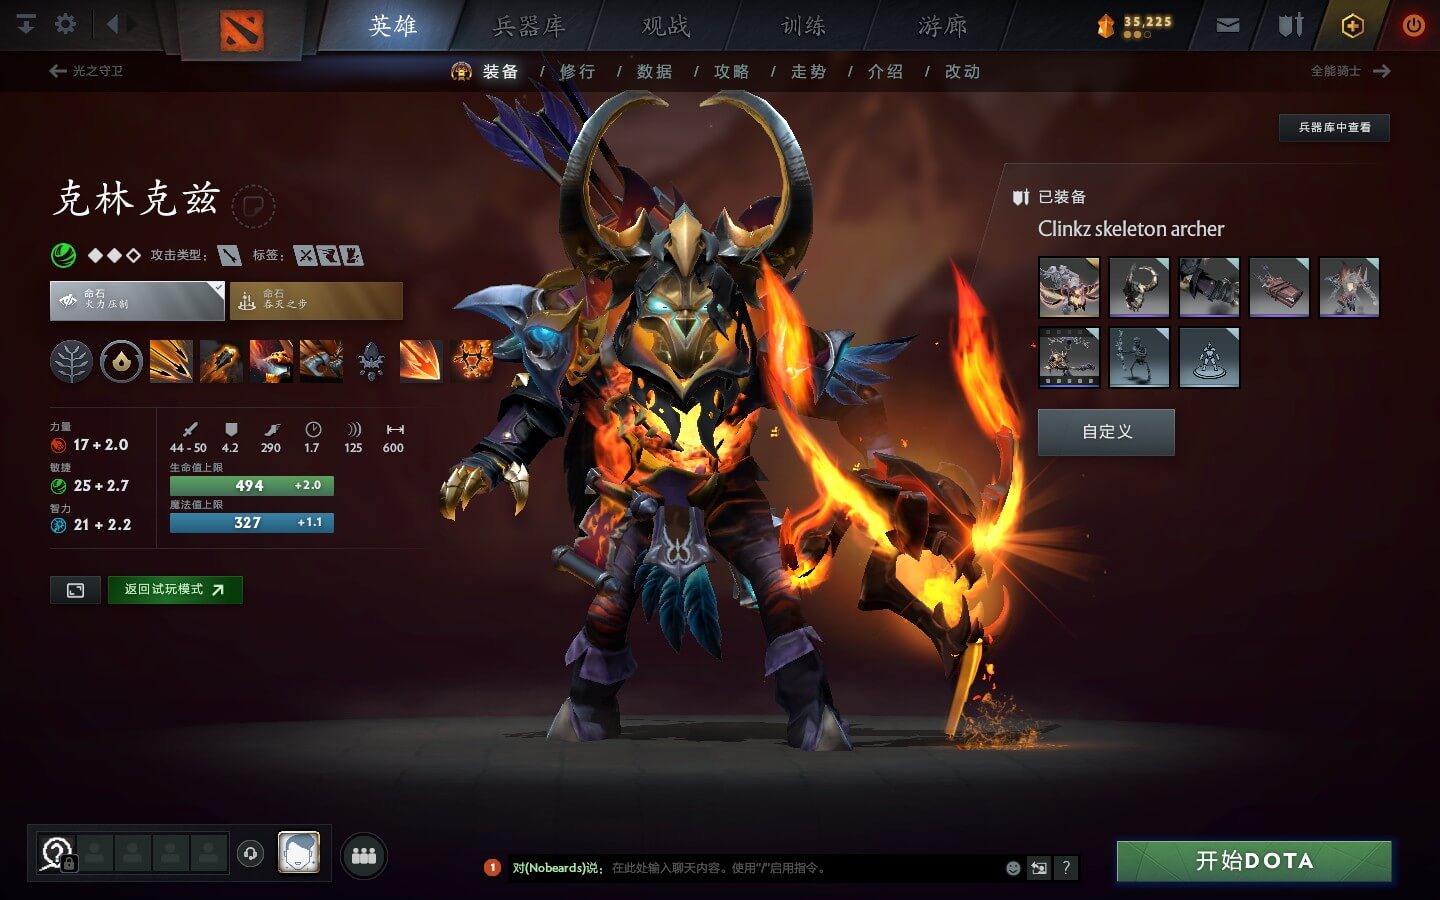 英雄
兵器库
观战
训练
游廊
35,225
光之守卫
装备 / 修行 / 数据 / 攻略 / 走势 / 介绍 / 改动
全能骑士
兵器库中查看
克林克兹
攻击类型：
标签：
命石
火力压制
命石
吞灭之步
力量
17 + 2.0
敏捷
25 + 2.7
智力
21 + 2.2
44 - 50 4.2 290 1.7 125 600
生命值上限
494 +2.0
魔法值上限
327 +1.1
返回试玩模式
已装备
Clinkz skeleton archer
自定义
1
对(Nobeards)说： 在此处输入聊天内容。使用“/”启用指令。
?
开始DOTA